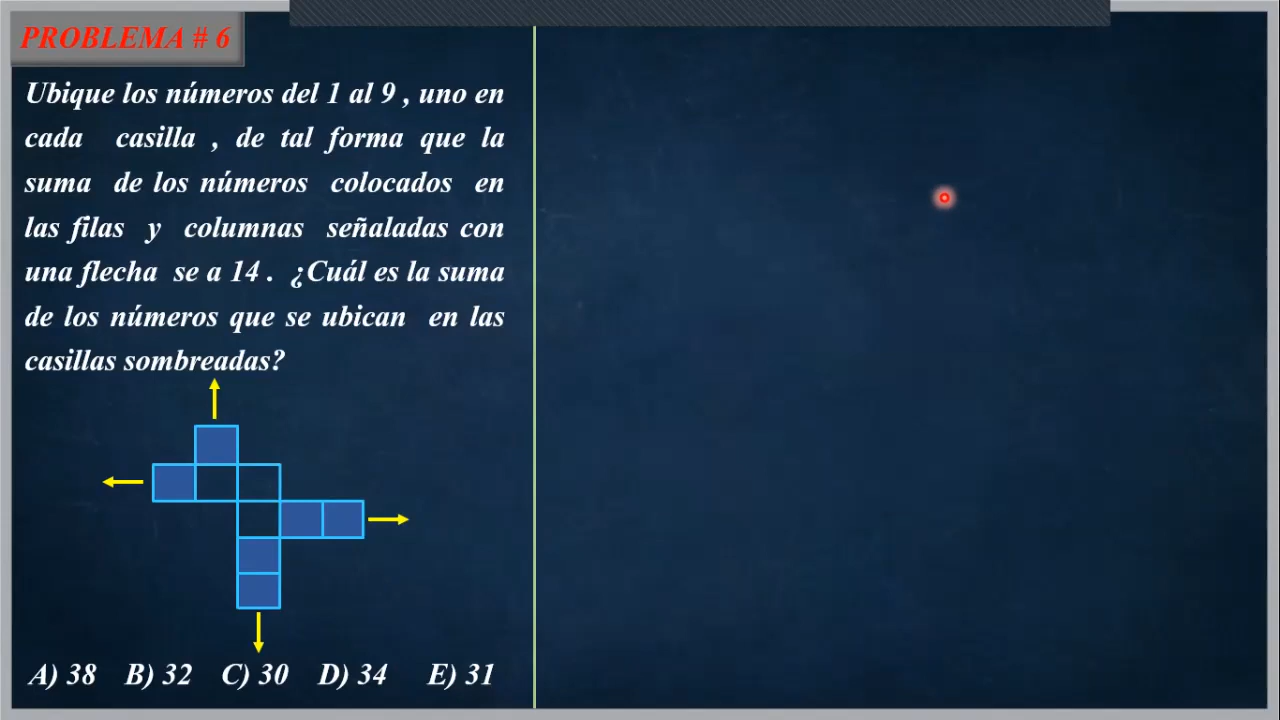 PROBLEMA # 6
Ubique los números del 1 al 9 , uno en
cada casilla , de tal forma que la
suma de los números colocados en
las filas y columnas señaladas con
una flecha se a 14 . ¿Cuál es la suma
de los números que se ubican en las
casillas sombreadas?
A) 38 B) 32 C) 30 D) 34 E) 31